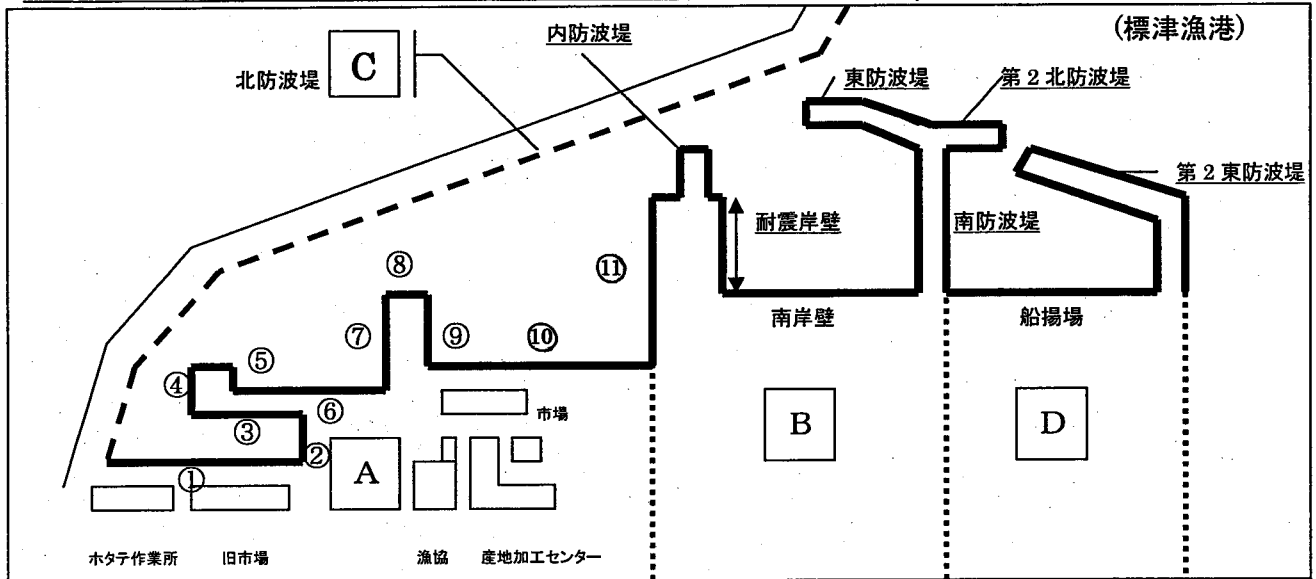 (標津漁港)
内防波堤
北防波堤
C
東防波堤
第2北防波堤
第2東防波堤
耐震岸壁
南防波堤
⑧
⑪
南岸壁
船揚場
⑦
⑨
⑩
⑤
④
⑥
③
市場
②
①
A
B
D
ホタテ作業所
旧市場
漁協
産地加工センター